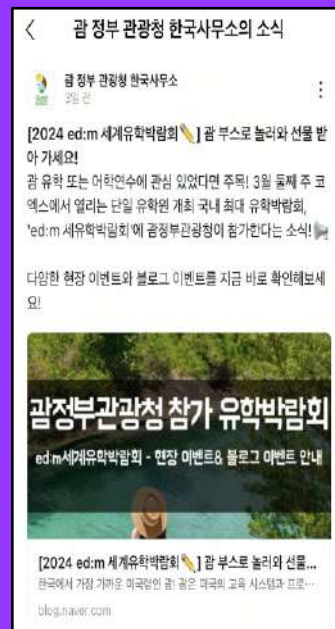 괌 정부 관광청 한국사무소의 소식
괌 정부 관광청 한국사무소
3일 전
[2024 ed:m 세계유학박람회✏️] 괌 부스로 놀러와 선물 받
아 가세요!
괌 유학 또는 어학연수에 관심 있었다면 주목! 3월 둘째 주 코
엑스에서 열리는 단일 유학원 개최 국내 최대 유학박람회,
'ed:m 세유학박람회'에 괌정부관광청이 참가한다는 소식! 📢
다양한 현장 이벤트와 블로그 이벤트를 지금 바로 확인해보세
요!
괌정부관광청 참가 유학박람회
ed:m세계유학박람회 - 현장 이벤트& 블로그 이벤트 안내
[2024 ed:m 세계유학박람회✏️] 괌 부스로 놀러와 선물...
한국에서 가장 가까운 미국령인 괌! 괌은 미국의 교육 시스템과 프로...
blog.naver.com